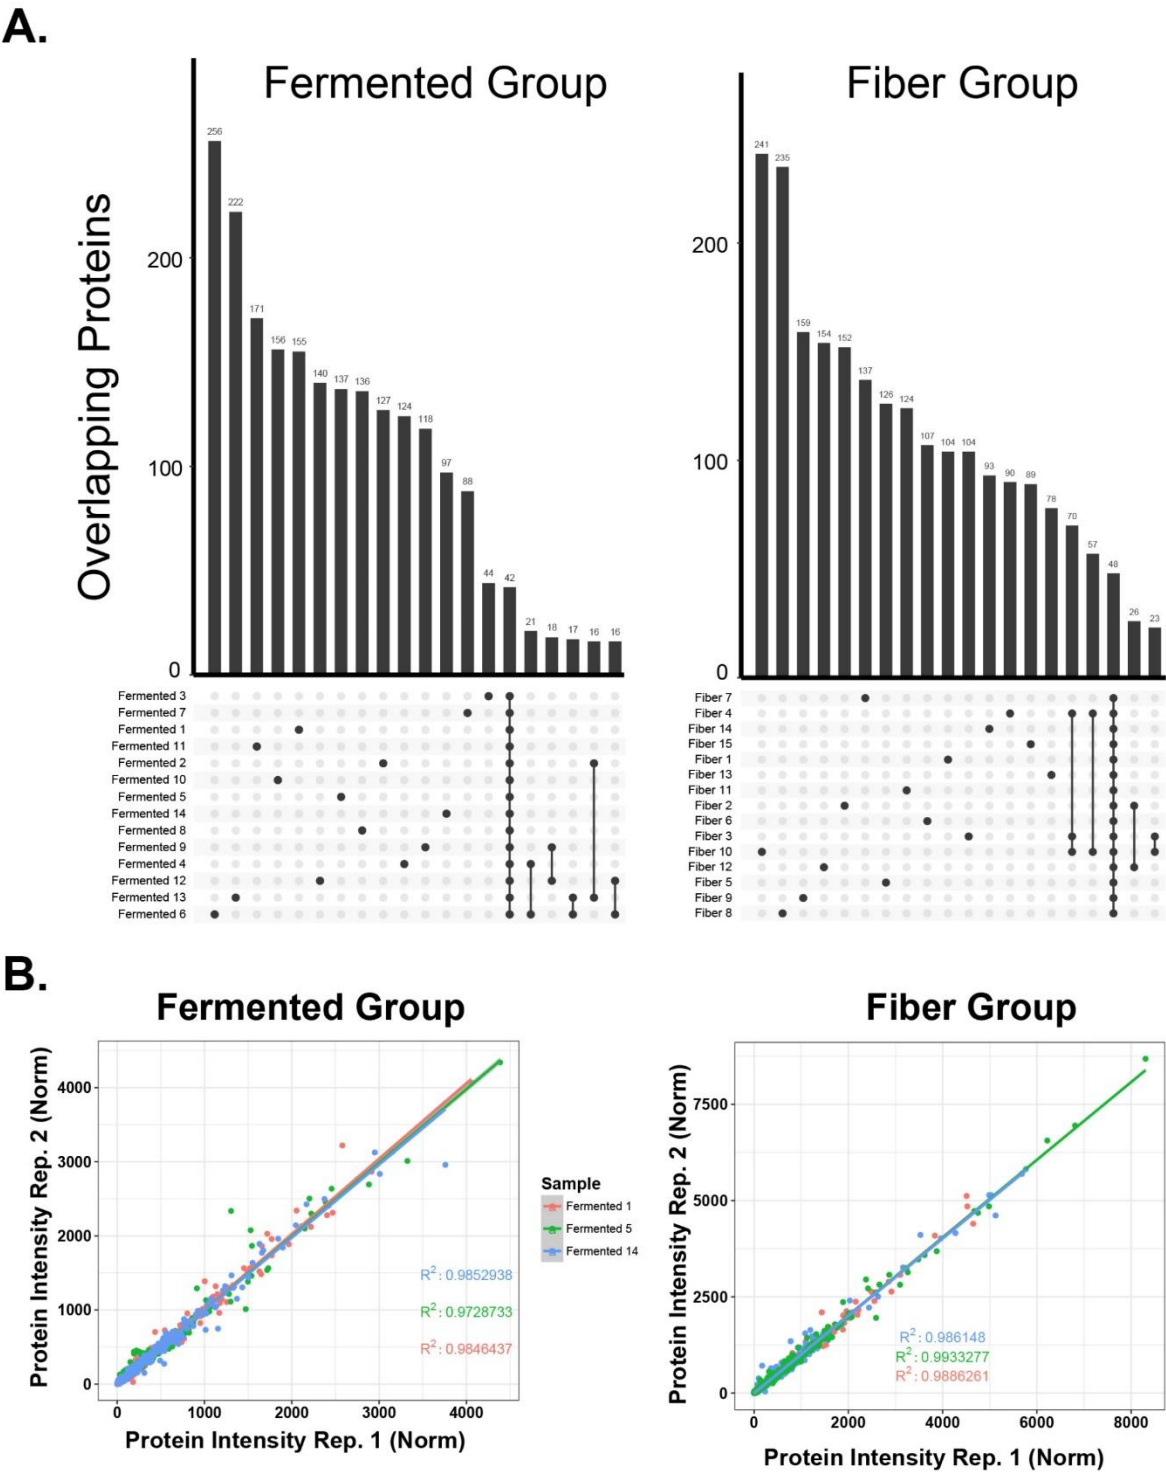 A.
Fermented Group
Fiber Group
Overlapping Proteins
256
222
171
156
155
140
137
136
127
124
118
97
88
44
42
21
18
17
16
16
200
100
0
Fermented 3
Fermented 7
Fermented 1
Fermented 11
Fermented 2
Fermented 10
Fermented 5
Fermented 14
Fermented 8
Fermented 9
Fermented 4
Fermented 12
Fermented 13
Fermented 6
241
235
159
154
152
137
126
124
107
104
104
93
90
89
78
70
57
48
26
23
200
100
0
Fiber 7
Fiber 4
Fiber 14
Fiber 15
Fiber 1
Fiber 13
Fiber 11
Fiber 2
Fiber 6
Fiber 3
Fiber 10
Fiber 12
Fiber 5
Fiber 9
Fiber 8
B.
Fermented Group
Protein Intensity Rep. 2 (Norm)
4000
3000
2000
1000
0
R²: 0.9852938
R²: 0.9728733
R²: 0.9846437
0 1000 2000 3000 4000
Protein Intensity Rep. 1 (Norm)
Sample
Fermented 1
Fermented 5
Fermented 14
Fiber Group
Protein Intensity Rep. 2 (Norm)
7500
5000
2500
0
R²: 0.986148
R²: 0.9933277
R²: 0.9886261
0 2000 4000 6000 8000
Protein Intensity Rep. 1 (Norm)